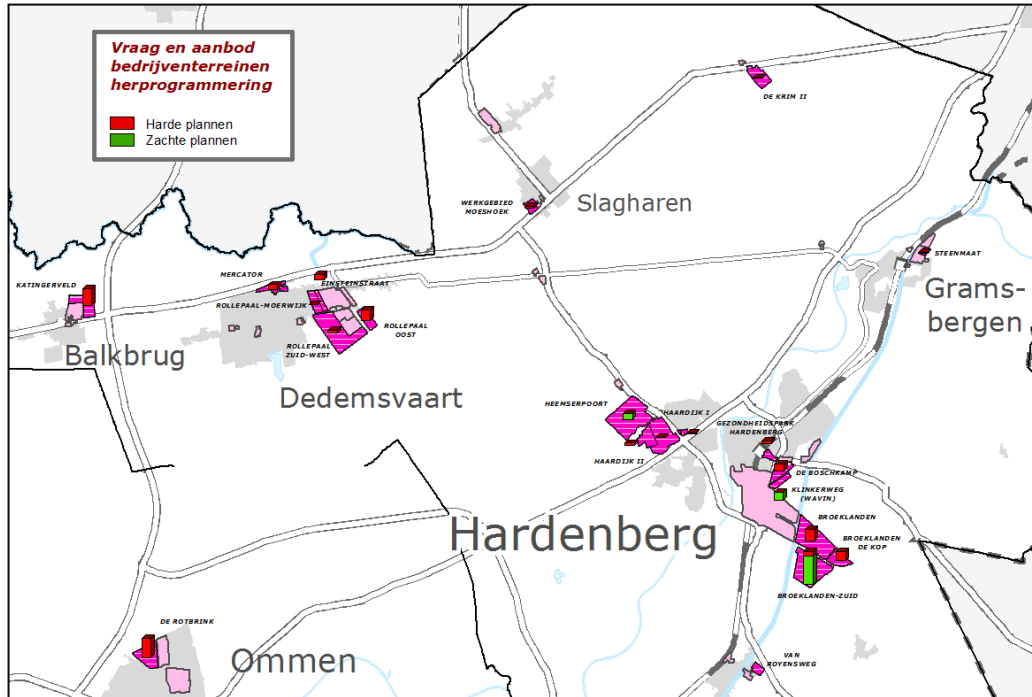 Vraag en aanbod
bedrijventerreinen
herprogrammering
Harde plannen
Zachte plannen
DE KRIM II
WERKGEBIED
MOESHOEK
Slagharen
STEENMAAT
Grams-
bergen
MERCATOR
EINSTEINSTRAAT
KATINGERVELD
ROLLEPAAL-MOERWIJK
ROLLEPAAL
OOST
ROLLEPAAL
ZUID-WEST
Balkbrug
Dedemsvaart
HEEMSERPOORT
HAARDIJK I
GEZONDHEIDSPARK
HARDENBERG
HAARDIJK II
DE BOSCHKAMP
KLINKERWEG
(WAVIN)
Hardenberg
BROEKLANDEN
BROEKLANDEN
DE KOP
BROEKLANDEN-ZUID
DE ROTBRINK
Ommen
VAN
ROYENSWEG